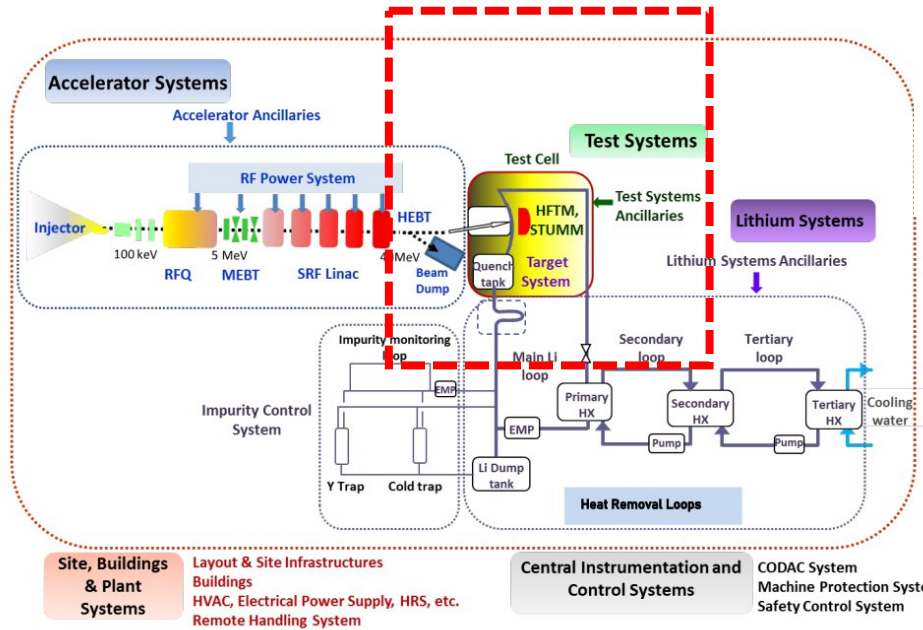 Accelerator Systems
Accelerator Ancillaries
RF Power System
Injector
100 keV
RFQ
5 MeV
MEBT
SRF Linac
HEBT
MeV
Beam
Dump
Test Systems
Test Cell
HFTM,
STUMM
Target
System
Quench
tank
Test Systems
Ancillaries
Lithium Systems
Lithium Systems Ancillaries
Impurity monitoring
EMP
Impurity Control
System
Y Trap
Cold trap
Main Li
loop
EMP
Li Dump
tank
Primary
HX
Secondary
loop
Secondary
HX
Pump
Tertiary
loop
Tertiary
HX
Pump
Cooling
water
Heat Removal Loops
Site, Buildings
& Plant
Systems
Layout & Site Infrastructures
Buildings
HVAC, Electrical Power Supply, HRS, etc.
Remote Handling System
Central Instrumentation and
Control Systems
CODAC System
Machine Protection Syste
Safety Control System